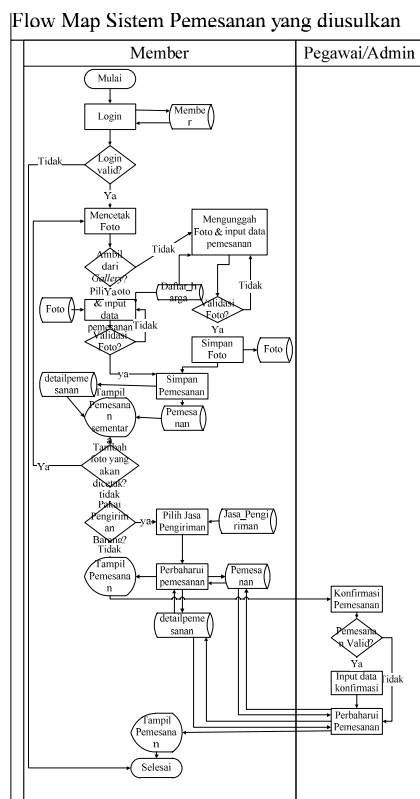 Flow Map Sistem Pemesanan yang diusulkan
Member
Pegawai/Admin
Mulai
Login
Membe
r
Tidak
Login
valid?
Ya
Mencetak
Foto
Mengunggah
Foto & input data
pemesanan
Tidak
Ambil
dari
Gallery?
Ya
Tidak
Daftar_h
arga
Foto
Pilih Foto
& input
data
pemesanan
Tidak
Validasi
Foto?
Validasi
Foto?
Ya
Simpan
Foto
Foto
ya
Simpan
Pemesanan
detailpeme
sanan
Tampil
Pemesana
n
sementar
a
Pemesa
nan
Ya
Tambah
foto yang
akan
dicetak?
tidak
Pakai
Pengirim
an
Barang?
ya
Pilih Jasa
Pengiriman
Jasa_Pengi
riman
Tidak
Tampil
Pemesana
n
Perbaharui
pemesanan
Pemesa
nan
Konfirmasi
Pemesanan
detailpeme
sanan
Pemesana
n Valid?
Ya
Tidak
Input data
konfirmasi
Perbaharui
Pemesanan
Tampil
Pemesana
n
Selesai